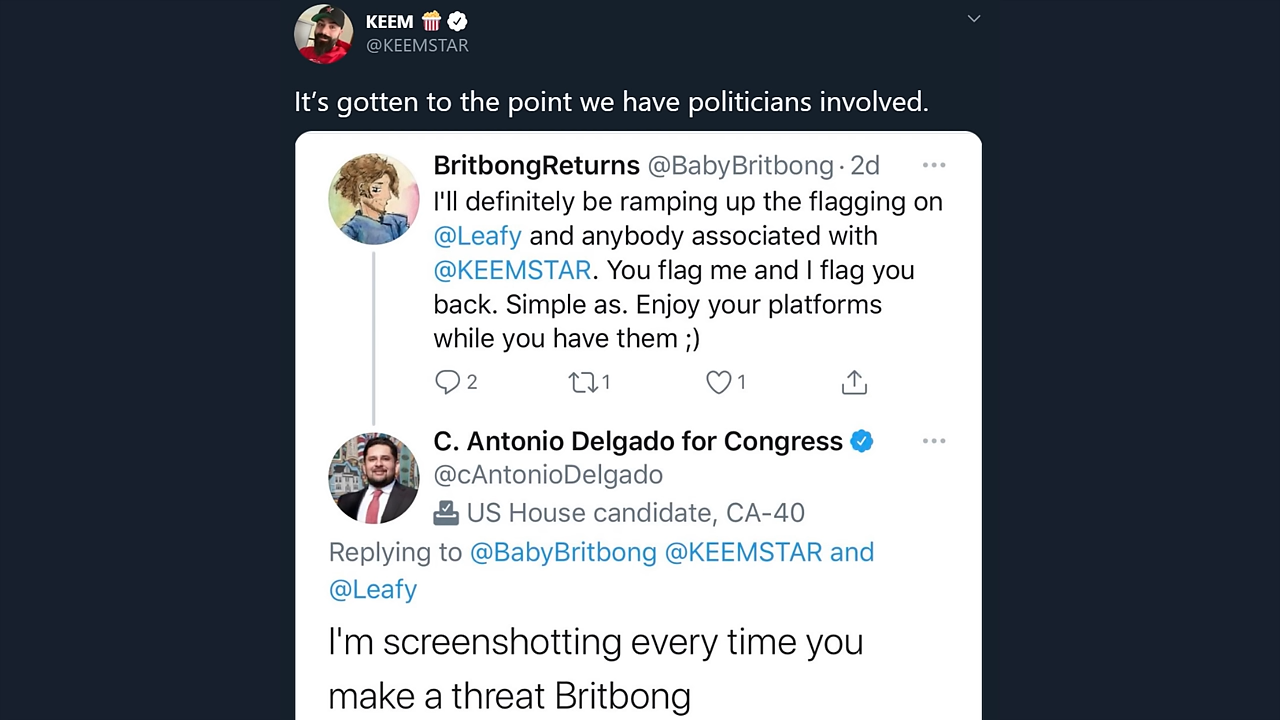 KEEM 🍿
@KEEMSTAR
It’s gotten to the point we have politicians involved.
BritbongReturns @BabyBritbong · 2d
I'll definitely be ramping up the flagging on
@Leafy and anybody associated with
@KEEMSTAR. You flag me and I flag you
back. Simple as. Enjoy your platforms
while you have them ;)
2 1 1
C. Antonio Delgado for Congress
@cAntonioDelgado
US House candidate, CA-40
Replying to @BabyBritbong @KEEMSTAR and
@Leafy
I'm screenshotting every time you
make a threat Britbong